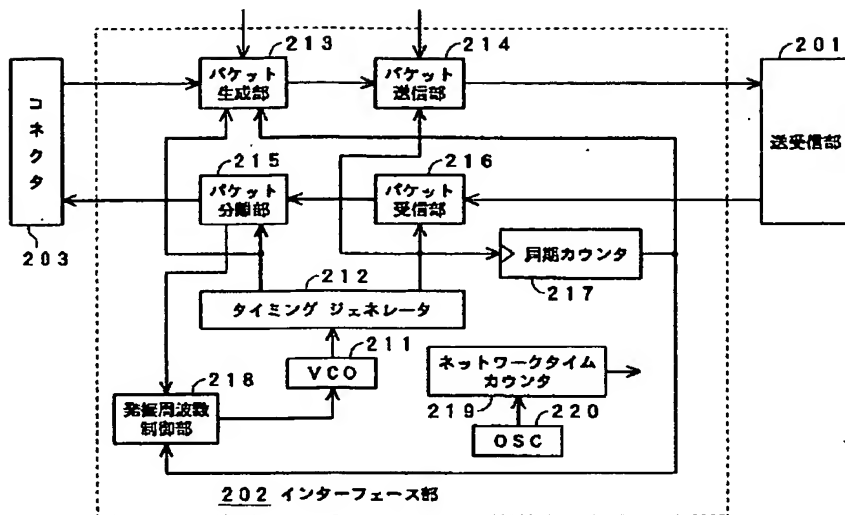 213
パケット
生成部
214
パケット
送信部
201
送受信部
コネクタ
203
215
パケット
分離部
216
パケット
受信部
同期カウンタ
217
212
タイミング ジェネレータ
211
VCO
218
発振周波数
制御部
ネットワークタイム
カウンタ
219
220
OSC
202 インターフェース部